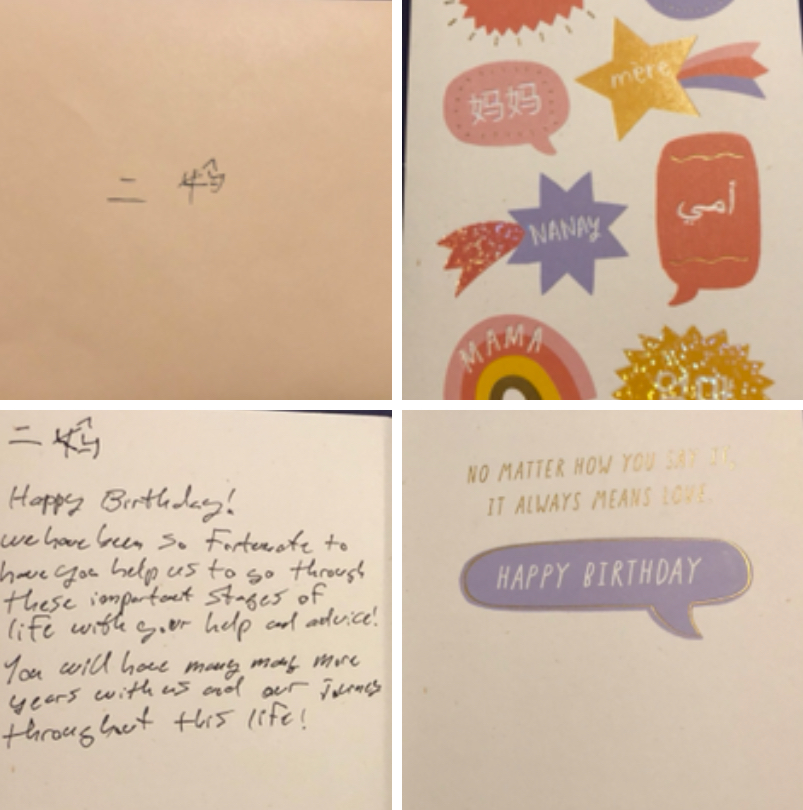 二 妈
妈妈
mère
NANAY
أمي
MAMA
二 妈
Happy Birthday!
we have been so fortunate to
have you help us to go through
these important stages of
life with your help and advice!
You will have many many more
years with us and our
throughout this life!
NO MATTER HOW YOU SAY IT,
IT ALWAYS MEANS LOVE.
HAPPY BIRTHDAY